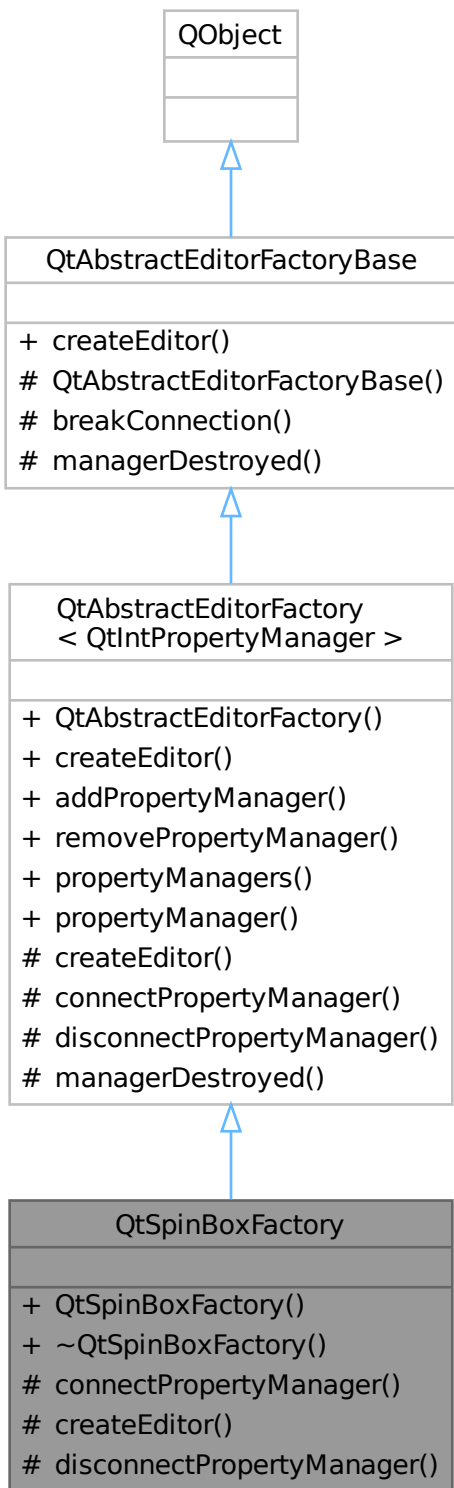 QObject
QtAbstractEditorFactoryBase
+ createEditor()
# QtAbstractEditorFactoryBase()
# breakConnection()
# managerDestroyed()
QtAbstractEditorFactory
< QtIntPropertyManager >
+ QtAbstractEditorFactory()
+ createEditor()
+ addPropertyManager()
+ removePropertyManager()
+ propertyManagers()
+ propertyManager()
# createEditor()
# connectPropertyManager()
# disconnectPropertyManager()
# managerDestroyed()
QtSpinBoxFactory
+ QtSpinBoxFactory()
+ ~QtSpinBoxFactory()
# connectPropertyManager()
# createEditor()
# disconnectPropertyManager()